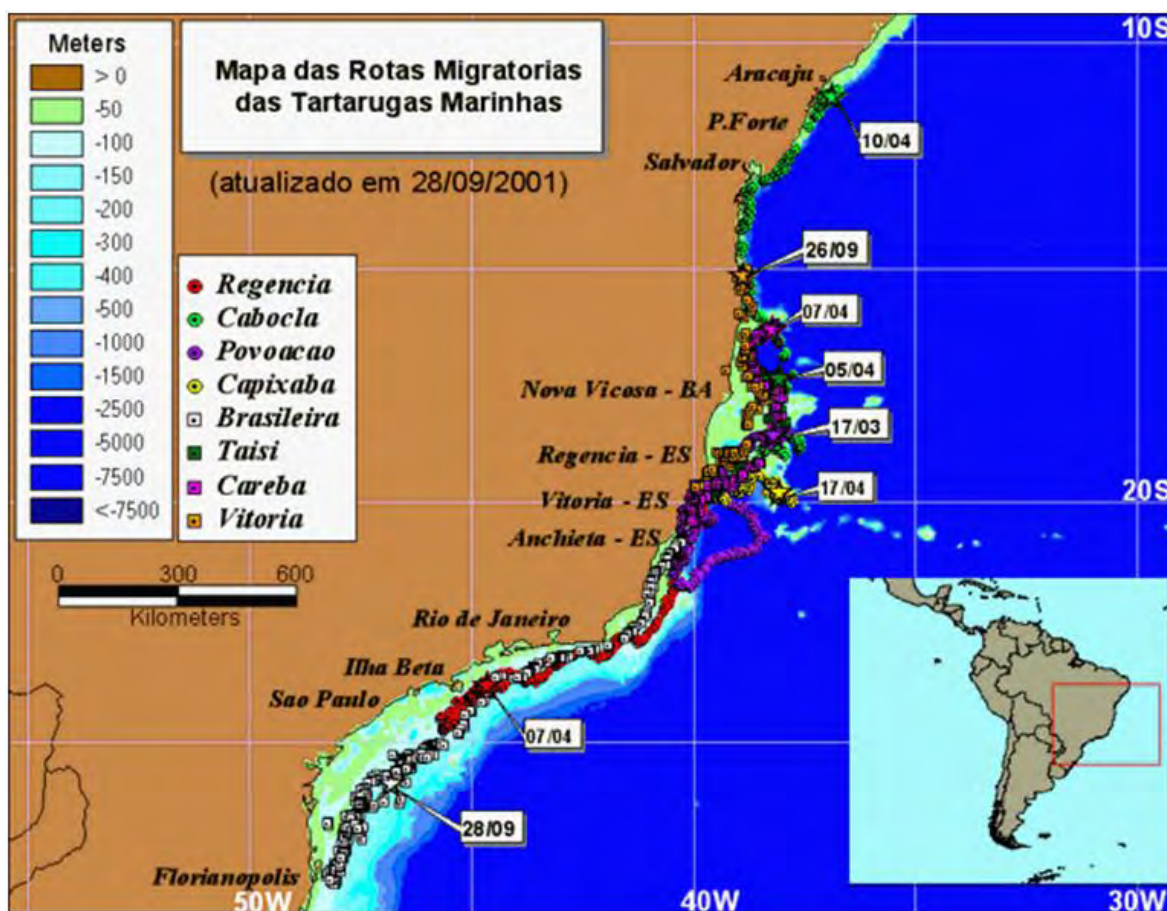 Meters
> 0
-50
-100
-150
-200
-300
-400
-500
-1000
-1500
-2500
-5000
-7500
<-7500
Mapa das Rotas Migratorias
das Tartarugas Marinhas
(atualizado em 28/09/2001)
Regencia
Cabocla
Povoacao
Capixaba
Brasileira
Taisi
Careba
Vitoria
0 300 600
Kilometers
10S
Aracaju
P.Forte
10/04
Salvador
26/09
07/04
05/04
Nova Vicosa - BA
17/03
Regencia - ES
17/04
Vitoria - ES
20S
Anchieta - ES
Rio de Janeiro
Ilha Beta
Sao Paulo
07/04
28/09
Florianopolis
50W
40W
30W